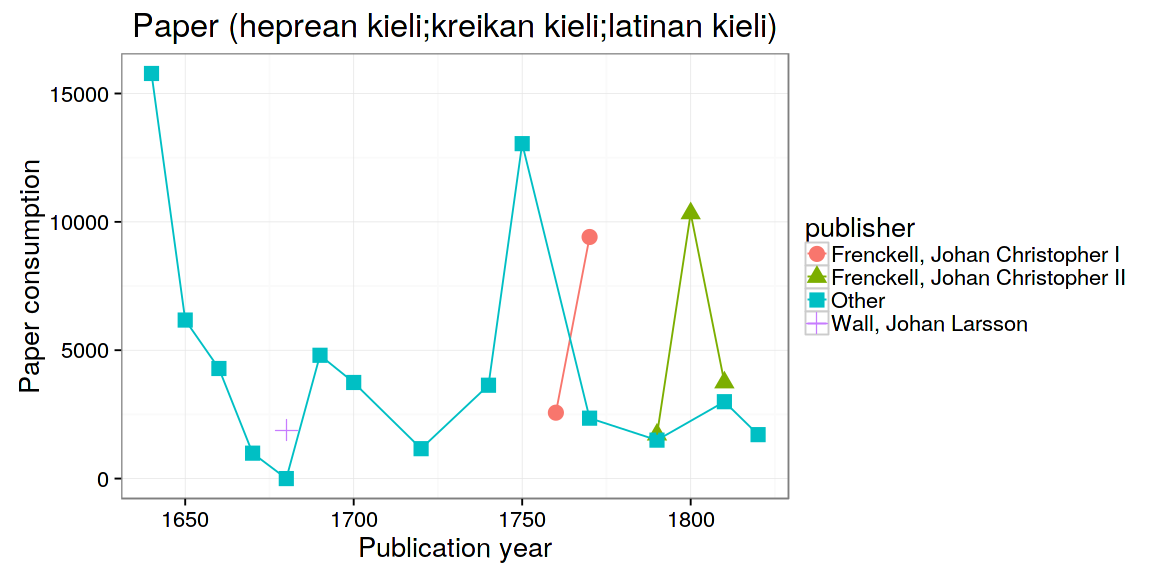 Paper (heprean kieli;kreikan kieli;latinan kieli)
Paper consumption
15000
10000
5000
0
1650
1700
1750
1800
Publication year
publisher
Frenckell, Johan Christopher I
Frenckell, Johan Christopher II
Other
Wall, Johan Larsson